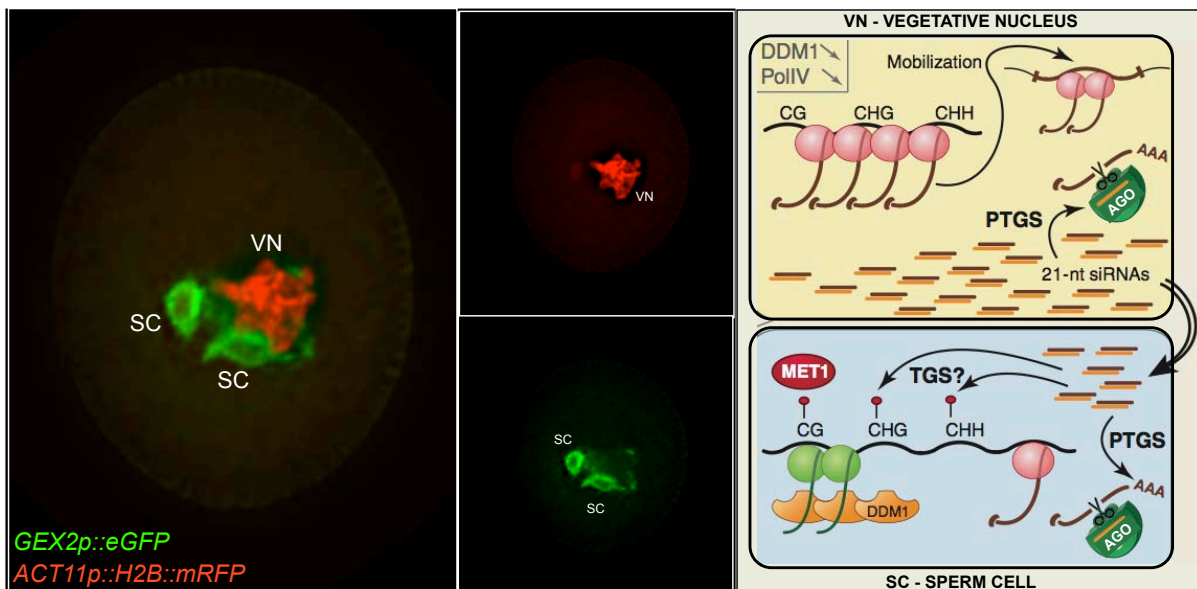 VN
SC
SC
GEX2p::eGFP
ACT11p::H2B::mRFP
VN
SC
SC
VN - VEGETATIVE NUCLEUS
DDM1
PolIV
Mobilization
CG
CHG
CHH
AAA
AGO
PTGS
21-nt siRNAs
MET1
TGS?
CG
CHG
CHH
PTGS
DDM1
AAA
AGO
SC - SPERM CELL